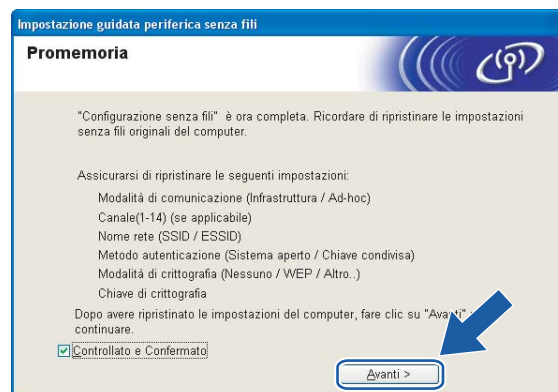 Impostazione guidata periferica senza fili
Promemoria
"Configurazione senza fili" è ora completa. Ricordare di ripristinare le impostazioni
senza fili originali del computer.
Assicurarsi di ripristinare le seguenti impostazioni:
Modalità di comunicazione (Infrastruttura / Ad-hoc)
Canale(1-14) (se applicabile)
Nome rete (SSID / ESSID)
Metodo autenticazione (Sistema aperto / Chiave condivisa)
Modalità di crittografia (Nessuno / WEP / Altro..)
Chiave di crittografia
Dopo avere ripristinato le impostazioni del computer, fare clic su "Avanti"
continuare.
Controllato e Confermato
Avanti >